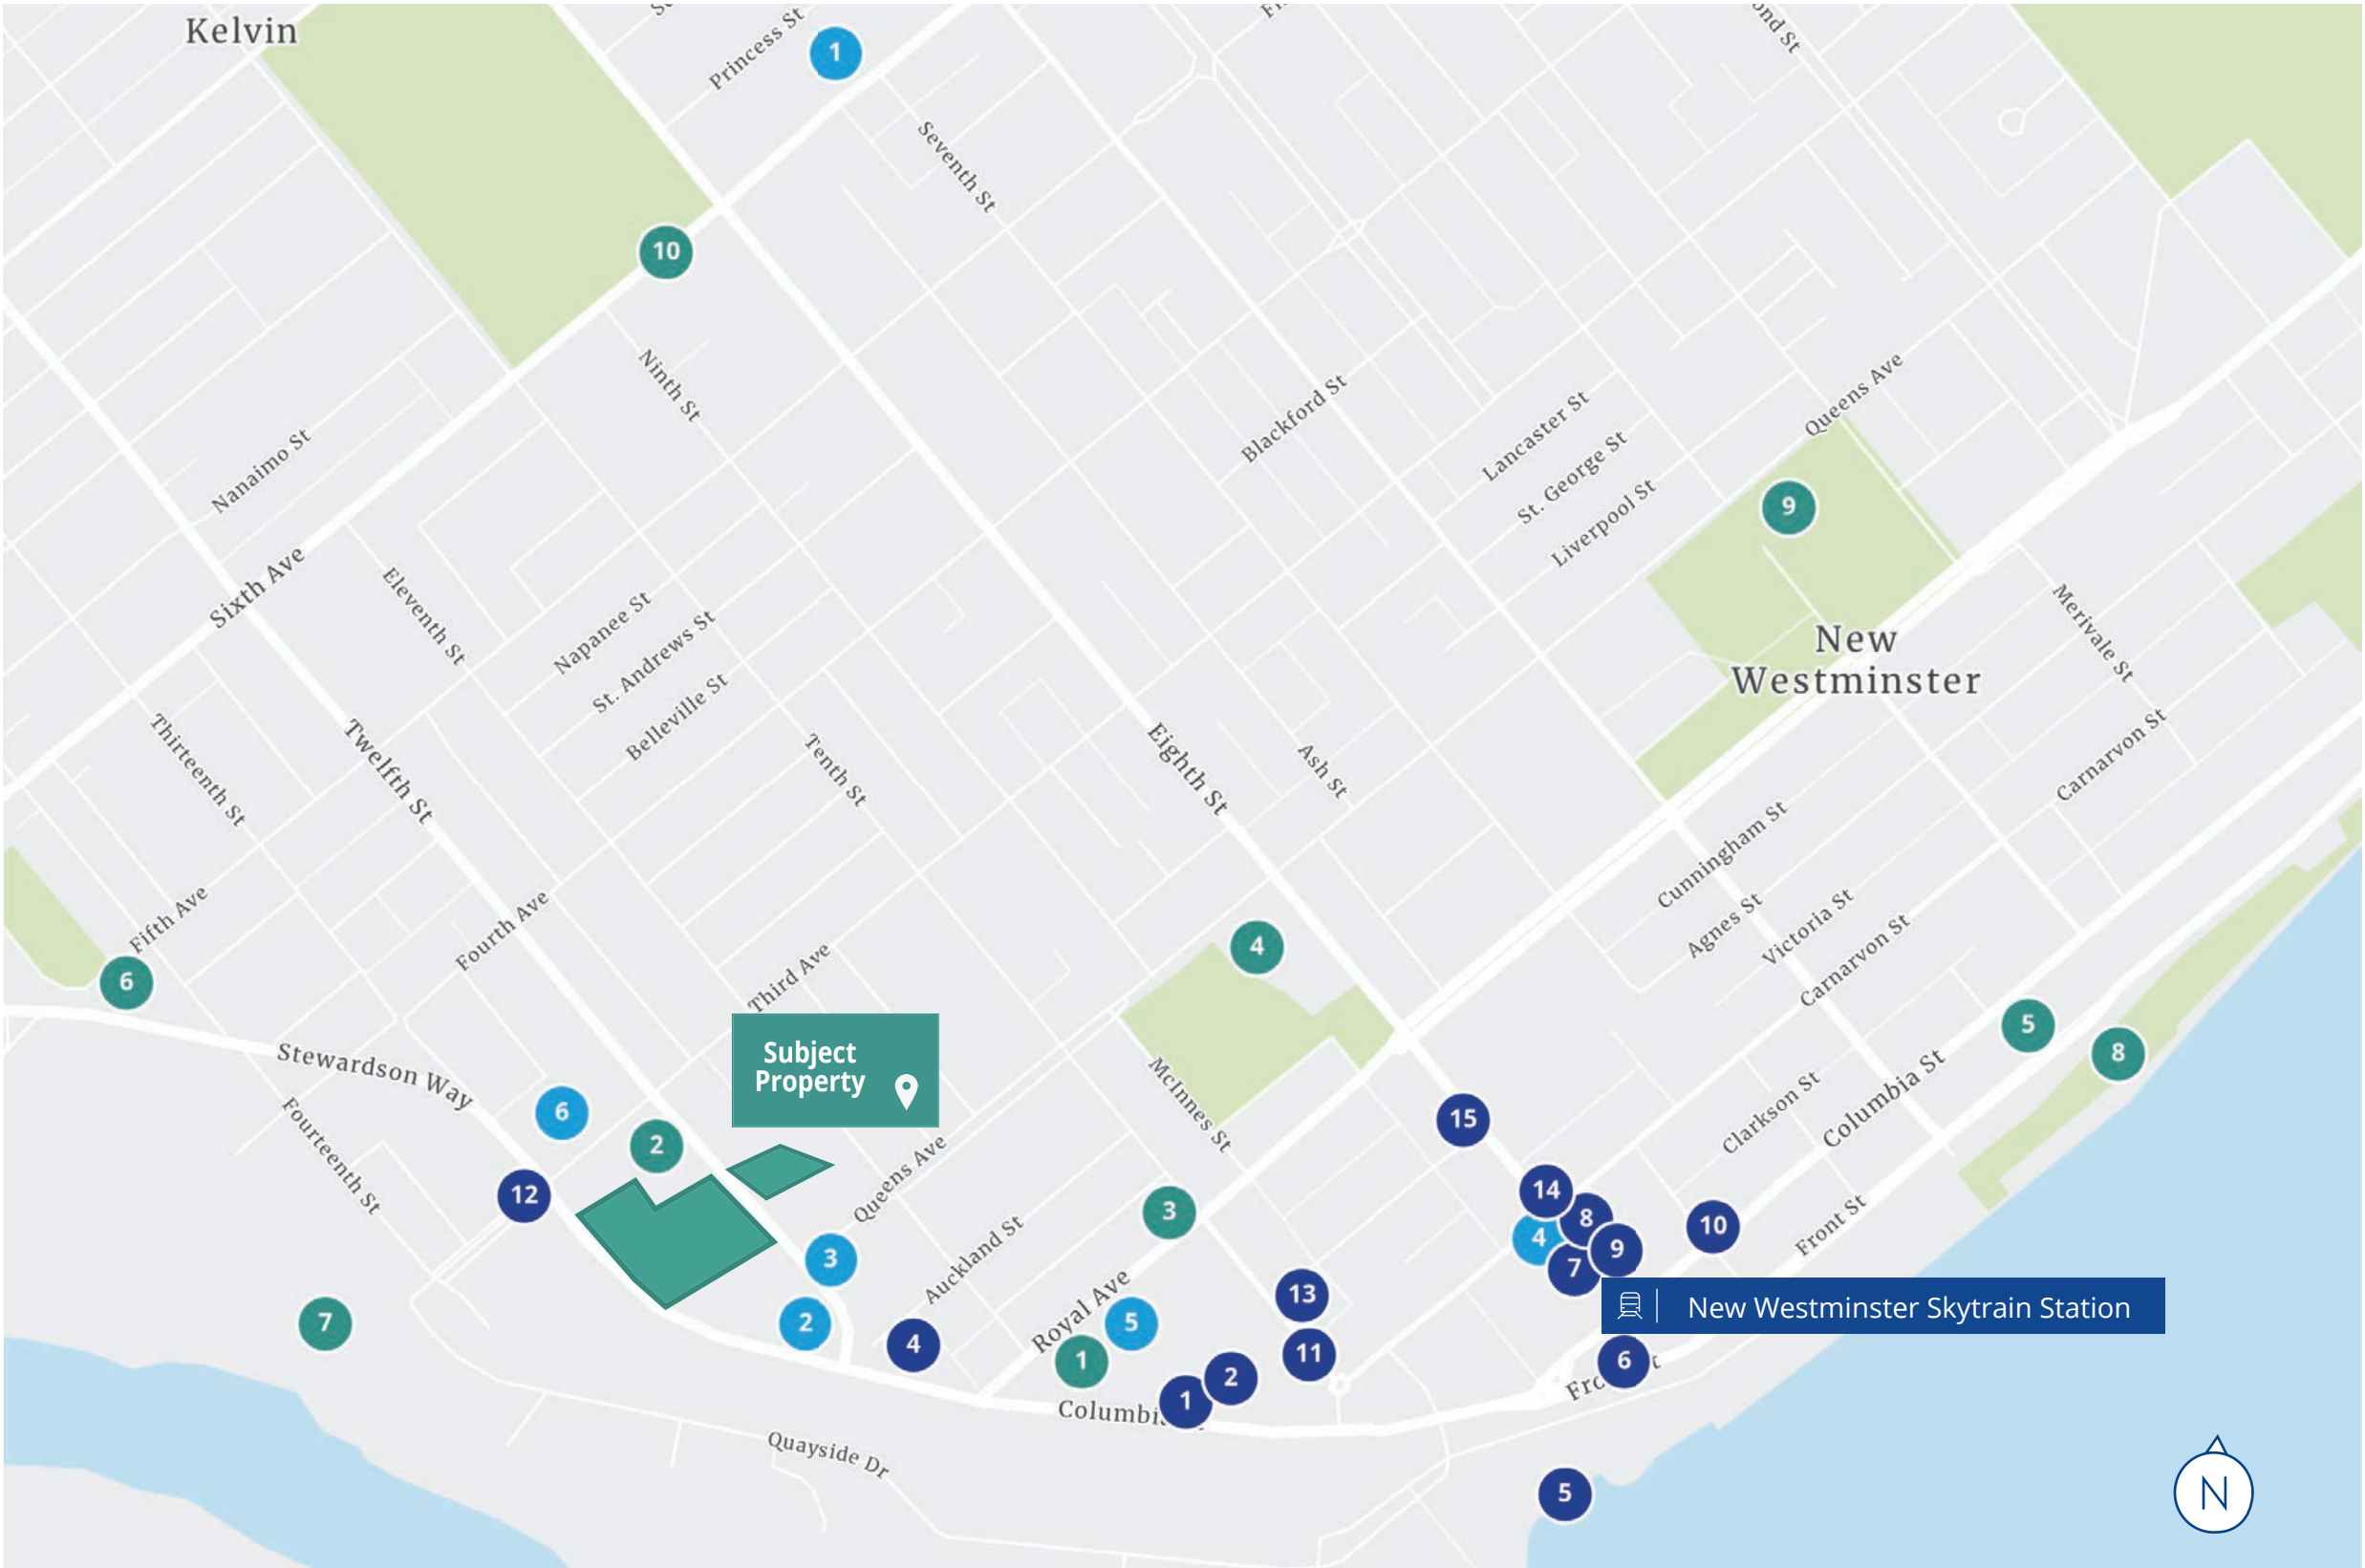 Kelvin
Princess St
1
ond St
Seventh St
10
Ninth St
Queens Ave
Blackford St
Lancaster St
St. George St
Liverpool St
Nanaimo St
9
Sixth Ave
Eleventh St
Napanee St
St. Andrews St
Belleville St
Merivale St
New
Westminster
Thirteenth St
Twelfth St
Tenth St
Eighth St
Ash St
Carnarvon St
Cunningham St
Agnes St
Victoria St
Carnarvon St
Fifth Ave
Fourth Ave
Third Ave
4
6
5
8
Subject
Property
Stewardson Way
McInnes St
Clarkson St
Columbia St
Fourteenth St
6
2
15
12
Queens Ave
3
14
8
4
9
7
10
Front St
3
Auckland St
13
New Westminster Skytrain Station
7
2
4
Royal Ave
5
1
11
6
2
1
Columbi
Quayside Dr
5
N